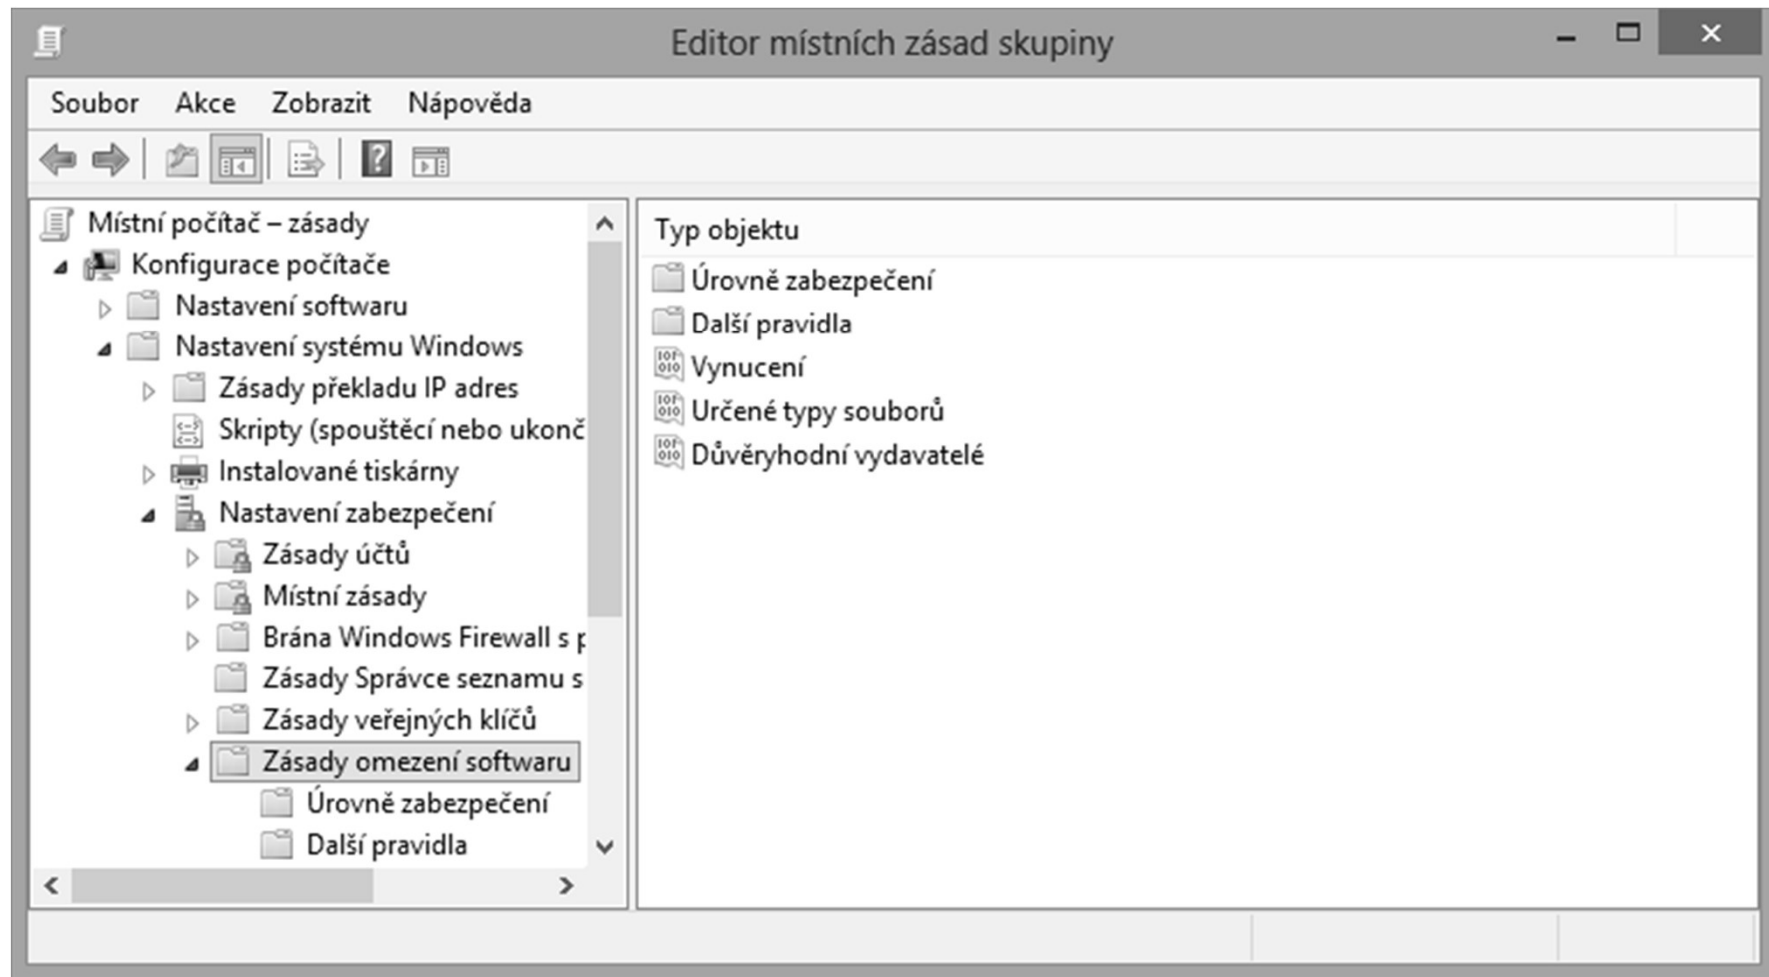 Editor místních zásad skupiny
Soubor Akce Zobrazit Nápověda
Místní počítač – zásady
Konfigurace počítače
Nastavení softwaru
Nastavení systému Windows
Zásady překladu IP adres
Skripty (spouštěcí nebo ukonč
Instalované tiskárny
Nastavení zabezpečení
Zásady účtů
Místní zásady
Brána Windows Firewall s p
Zásady Správce seznamu s
Zásady veřejných klíčů
Zásady omezení softwaru
Úrovně zabezpečení
Další pravidla
Typ objektu
Úrovně zabezpečení
Další pravidla
Vynucení
Určené typy souborů
Důvěryhodní vydavatelé